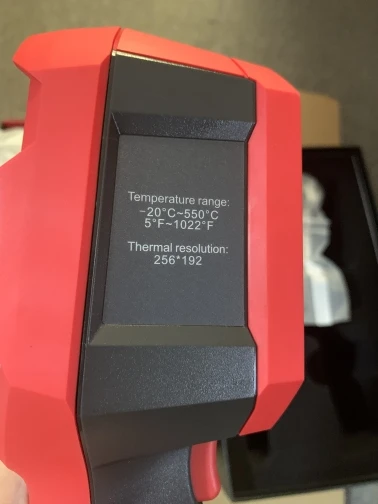 Temperature range:
-20°C~550°C
5°F~1022°F
Thermal resolution:
256*192